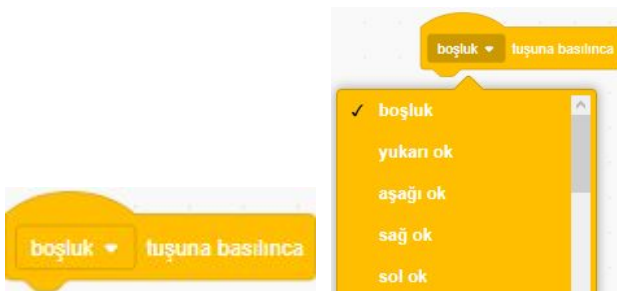 boşluk tuşuna basılınca
boşluk tuşuna basılınca
✓ boşluk
yukarı ok
aşağı ok
sağ ok
sol ok